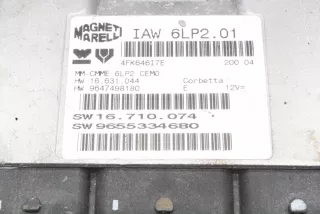 MAGNETI MARELLI
IAW 6LP2.01
4FK64617E 200 04
MM-CMME 6LP2 CEMO
HW 16.631.044 Corbetta
HW 9647498180 E 12V=
SW 16.710.074
SW 9655334680